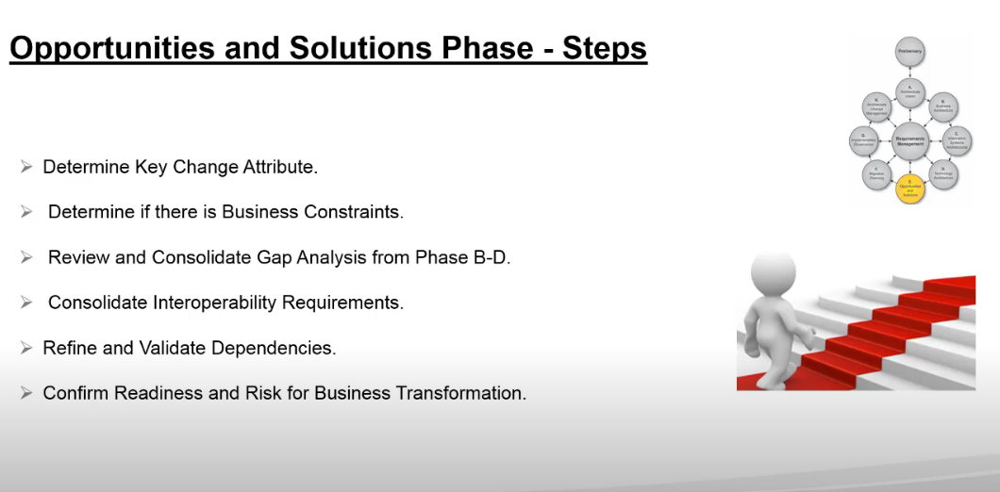 Opportunities and Solutions Phase - Steps
Determine Key Change Attribute.
Determine if there is Business Constraints.
Review and Consolidate Gap Analysis from Phase B-D.
Consolidate Interoperability Requirements.
Refine and Validate Dependencies.
Confirm Readiness and Risk for Business Transformation.
Preliminary
A.
Architecture
Vision
H.
Architecture
Change
Management
B.
Business
Architecture
G.
Implementation
Governance
Requirements
Management
C.
Information
Systems
Architectures
F.
Migration
Planning
D.
Technology
Architecture
E.
Opportunities
and
Solutions